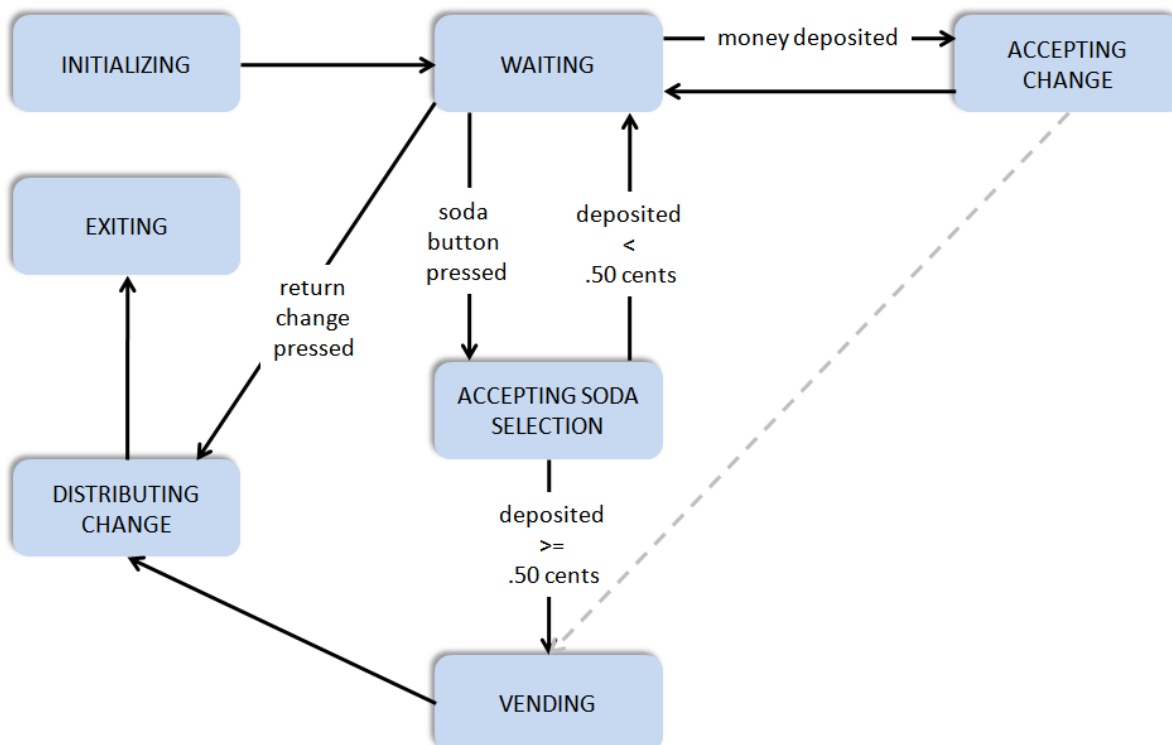 INITIALIZING
WAITING
money deposited
ACCEPTING
CHANGE
EXITING
soda
button
pressed
deposited
<
.50 cents
return
change
pressed
ACCEPTING SODA
SELECTION
DISTRIBUTING
CHANGE
deposited
>=
.50 cents
VENDING